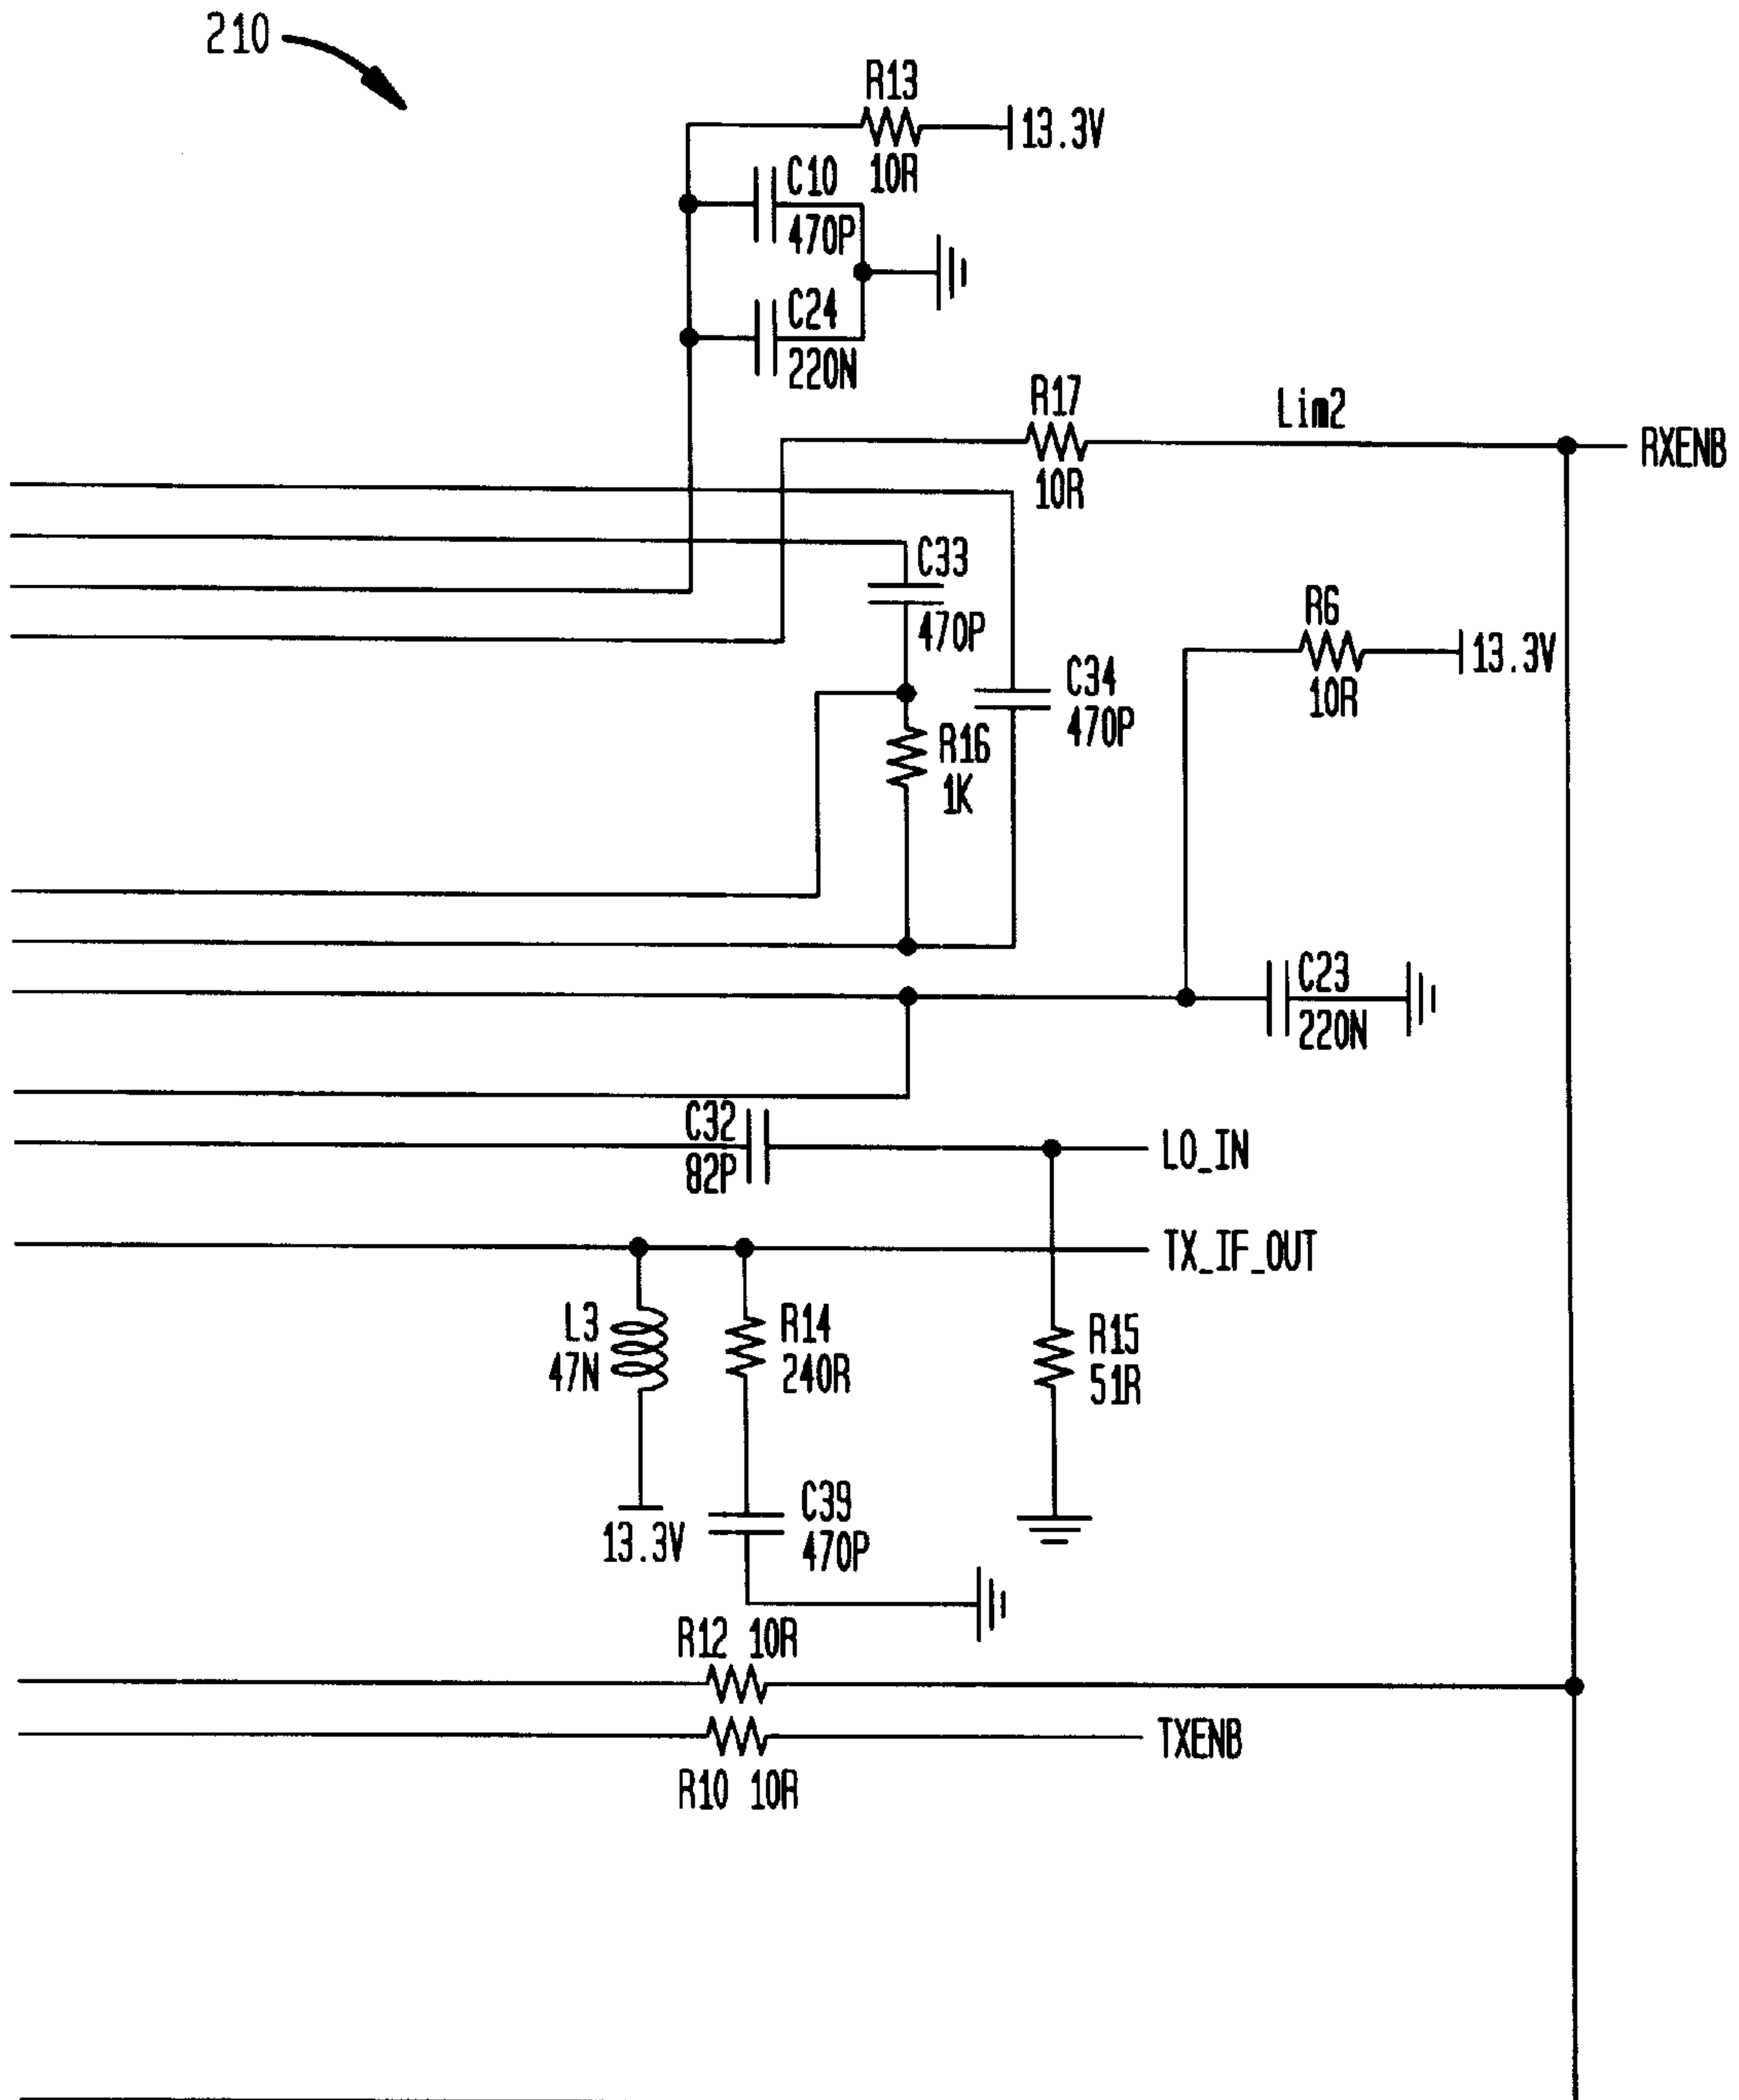 210
R13
13.3V
10R
C10
470P
C24
220N
R17
10R
Lim2
RXENB
C33
470P
R6
13.3V
10R
C34
470P
R16
1K
C23
220N
C32
82P
LO_IN
TX_IF_OUT
L3
47N
R14
240R
R15
51R
13.3V
C39
470P
R12 10R
TXENB
R10 10R